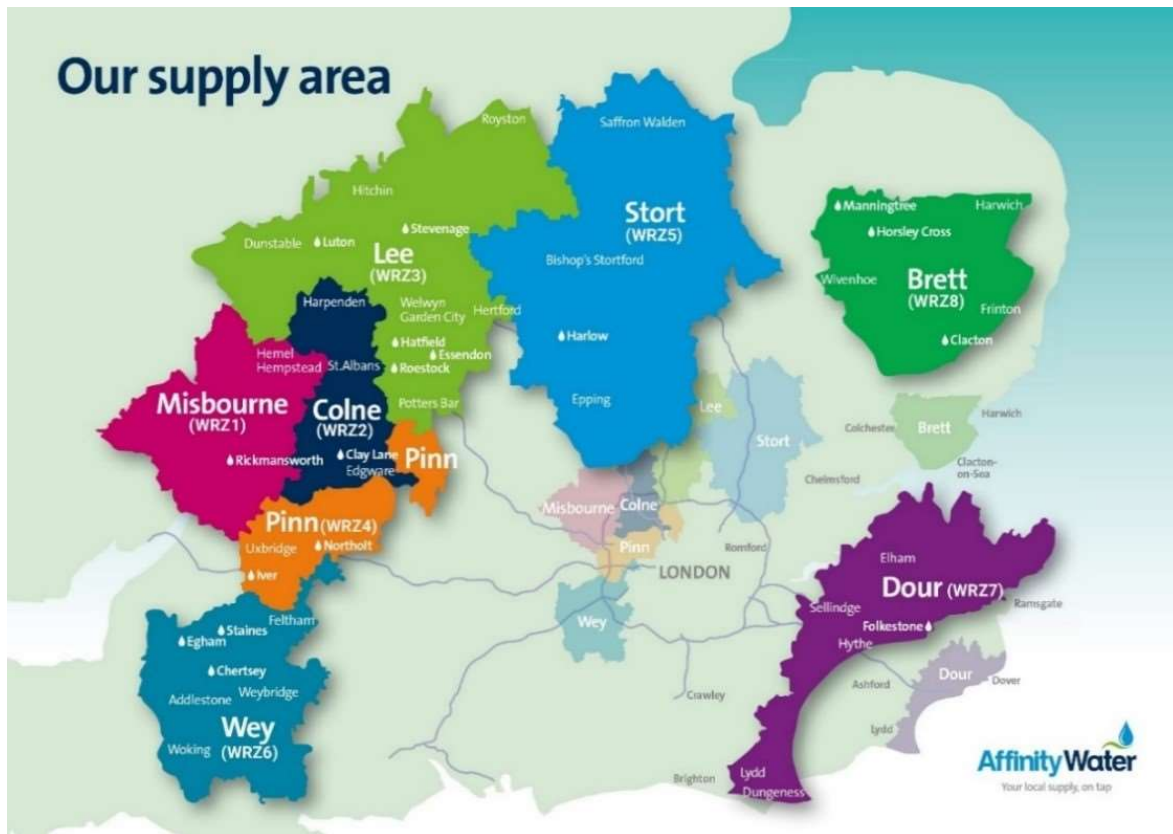 Our supply area
Royston
Saffron Walden
Hitchin
Stort
(WRZ5)
Manningtree
Harwich
Stevenage
Horsley Cross
Dunstable
Luton
Lee
(WRZ3)
Bishop's Stortford
Wivenhoe
Brett
(WRZ8)
Harpenden
Welwyn
Garden City
Hertford
Frinton
Harlow
Clacton
Hatfield
Essendon
Hemel
Hempstead
St.Albans
Roestock
Misbourne
(WRZ1)
Colne
(WRZ2)
Potters Bar
Epping
Lee
Harwich
Colchester
Brett
Stort
Rickmansworth
Clay Lane
Edgware
Pinn
Clacton-
on-Sea
Chelmsford
Misbourne
Colne
Pinn (WRZ4)
Uxbridge
Northolt
Pinn
Romford
Elham
LONDON
Iver
Dour (WRZ7)
Ramsgate
Sellindge
Feltham
Wey
Folkestone
Staines
Egham
Hythe
Chertsey
Dour
Dover
Ashford
Addlestone
Weybridge
Crawley
Wey
(WRZ6)
Woking
Lydd
Brighton
Lydd
Dungeness
Affinity Water
Your local supply, on tap